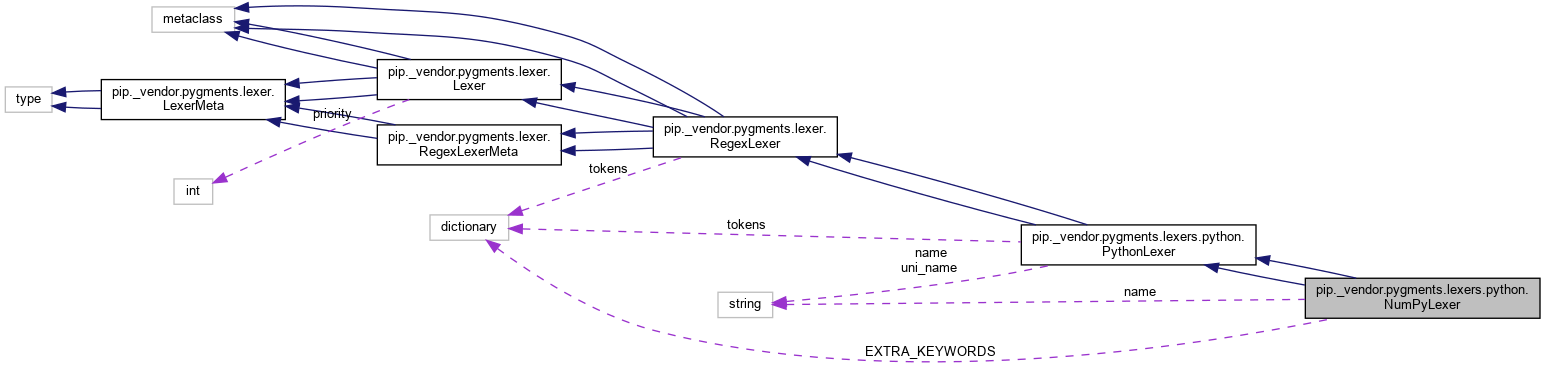 metaclass
pip._vendor.pygments.lexer.
Lexer
type
pip._vendor.pygments.lexer.
LexerMeta
priority
pip._vendor.pygments.lexer.
RegexLexerMeta
pip._vendor.pygments.lexer.
RegexLexer
int
tokens
dictionary
tokens
pip._vendor.pygments.lexers.python.
PythonLexer
name
uni_name
string
name
pip._vendor.pygments.lexers.python.
NumPyLexer
EXTRA_KEYWORDS